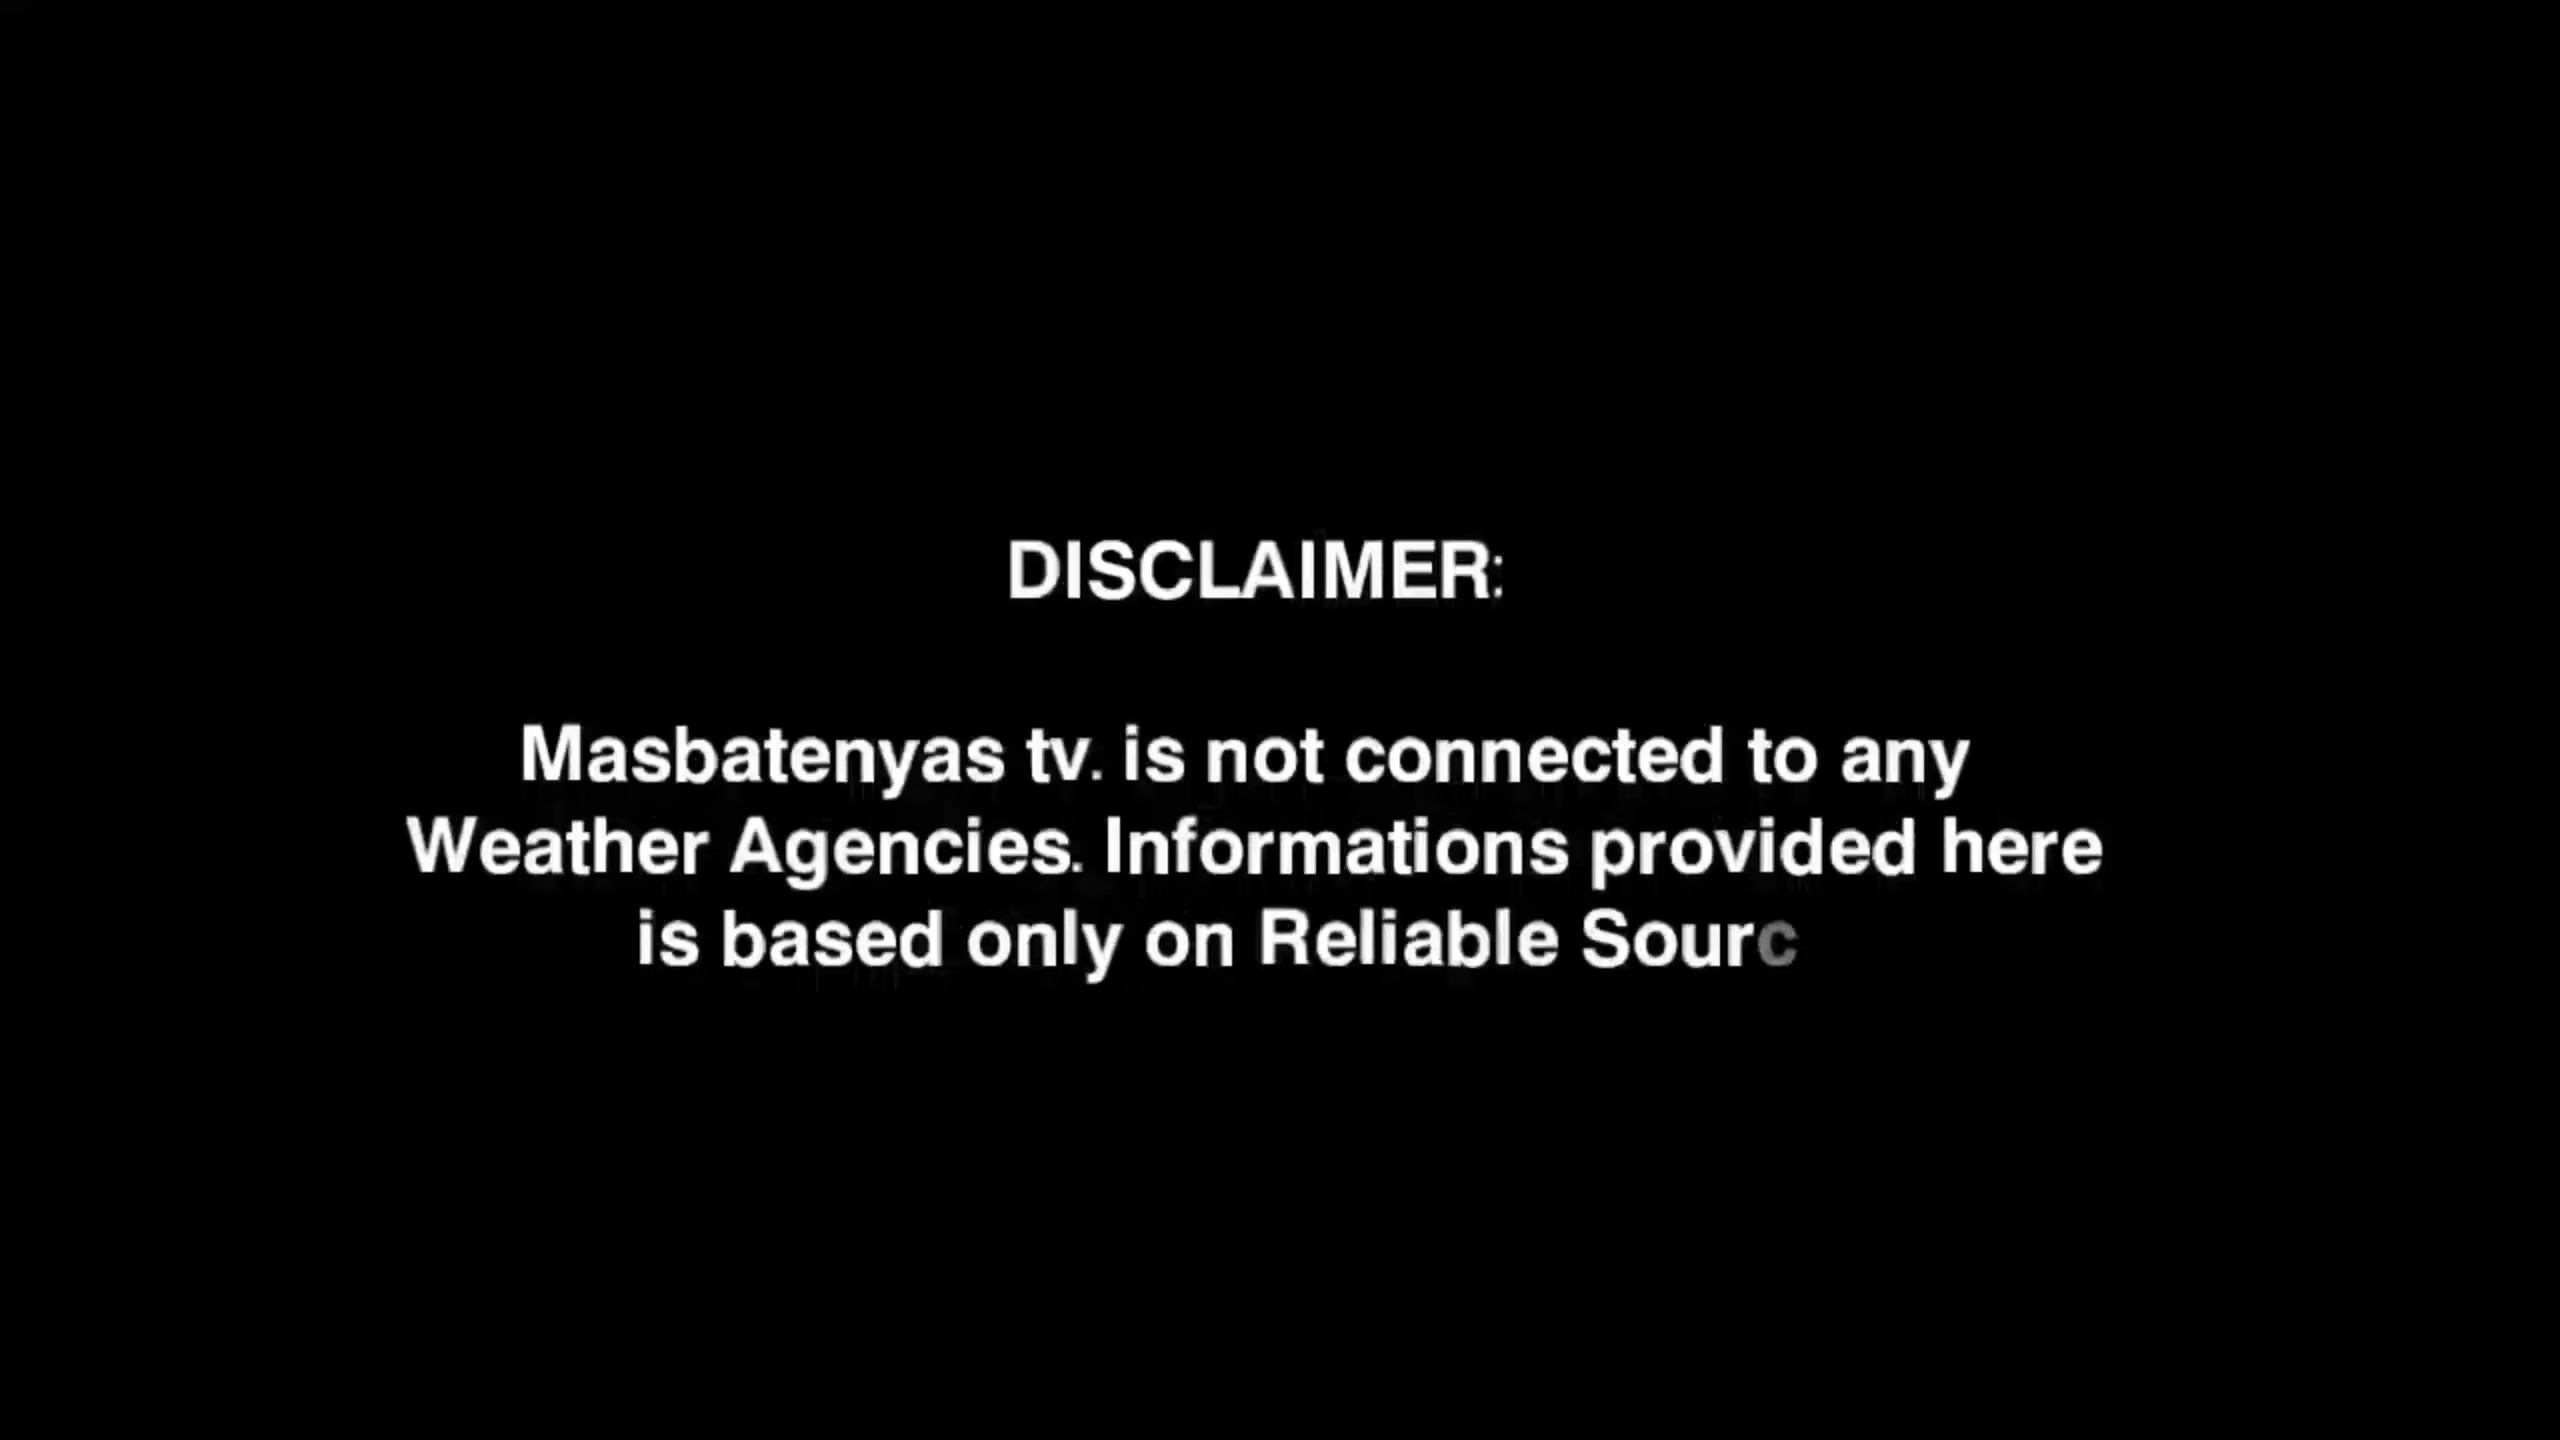 DISCLAIMER:
Masbatenyas tv. is not connected to any
Weather Agencies. Informations provided here
is based only on Reliable Sourc